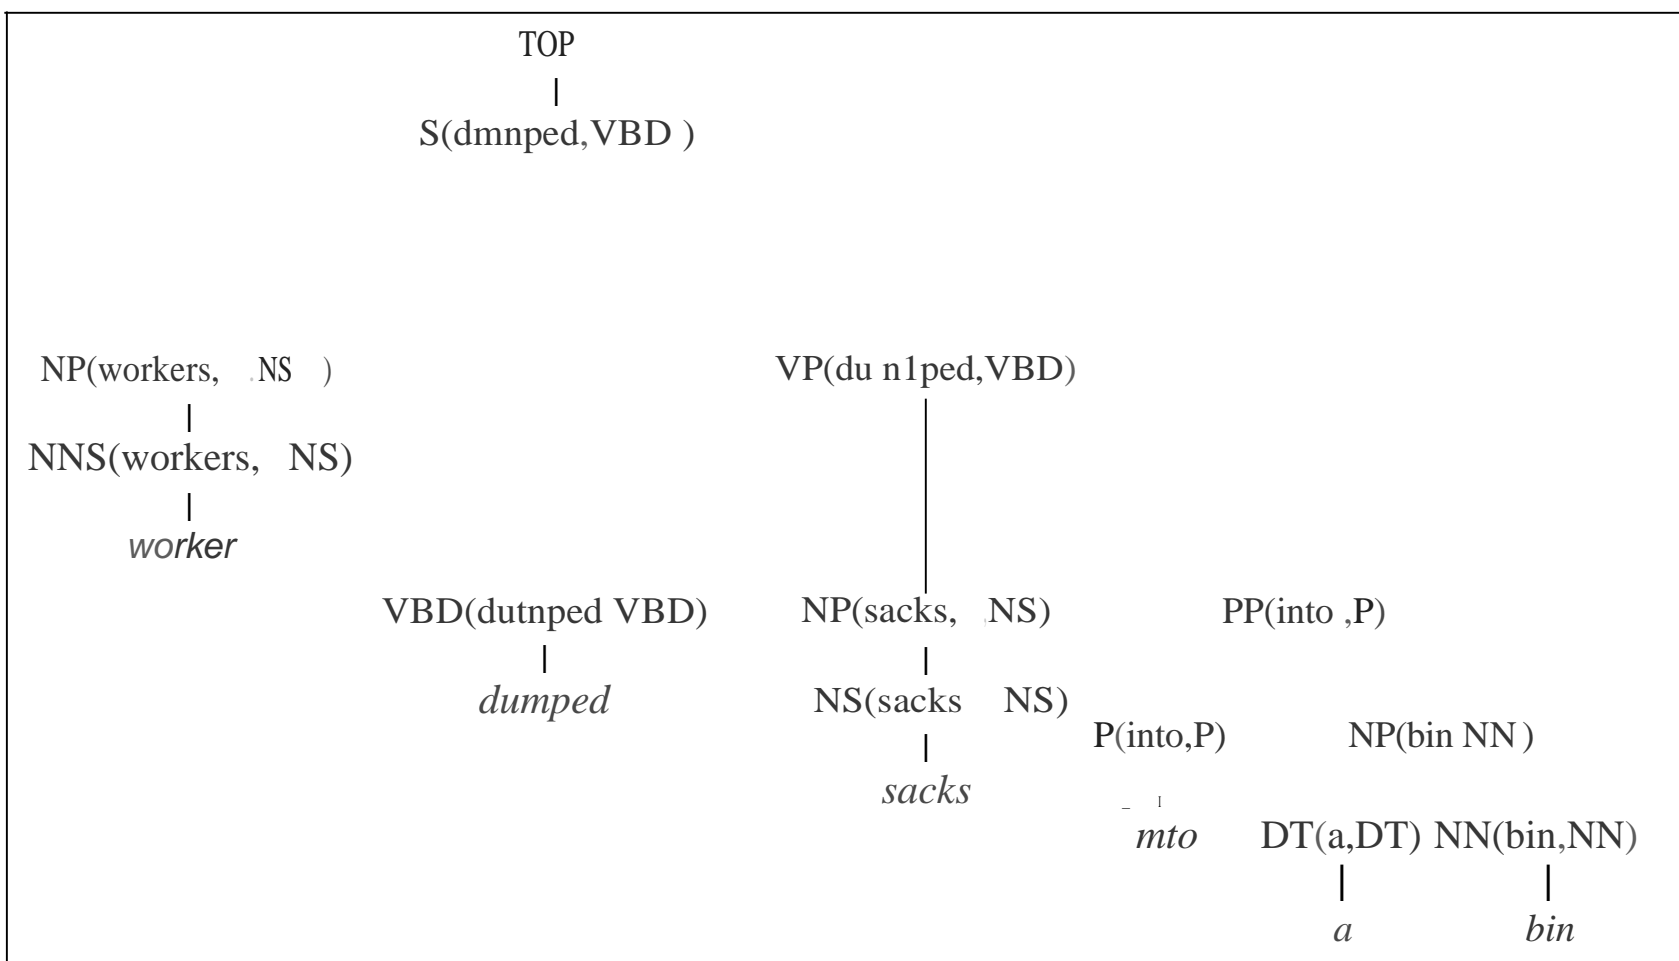 TOP
S(dmnped,VBD )
NP(workers, .NS )
VP(du n1ped,VBD)
NNS(workers, NS)
worker
VBD(dutnped VBD)
NP(sacks, .NS)
PP(into ,P)
dumped
NS(sacks NS)
P(into,P)
NP(bin NN )
sacks
mto
DT(a,DT) NN(bin,NN)
a
bin